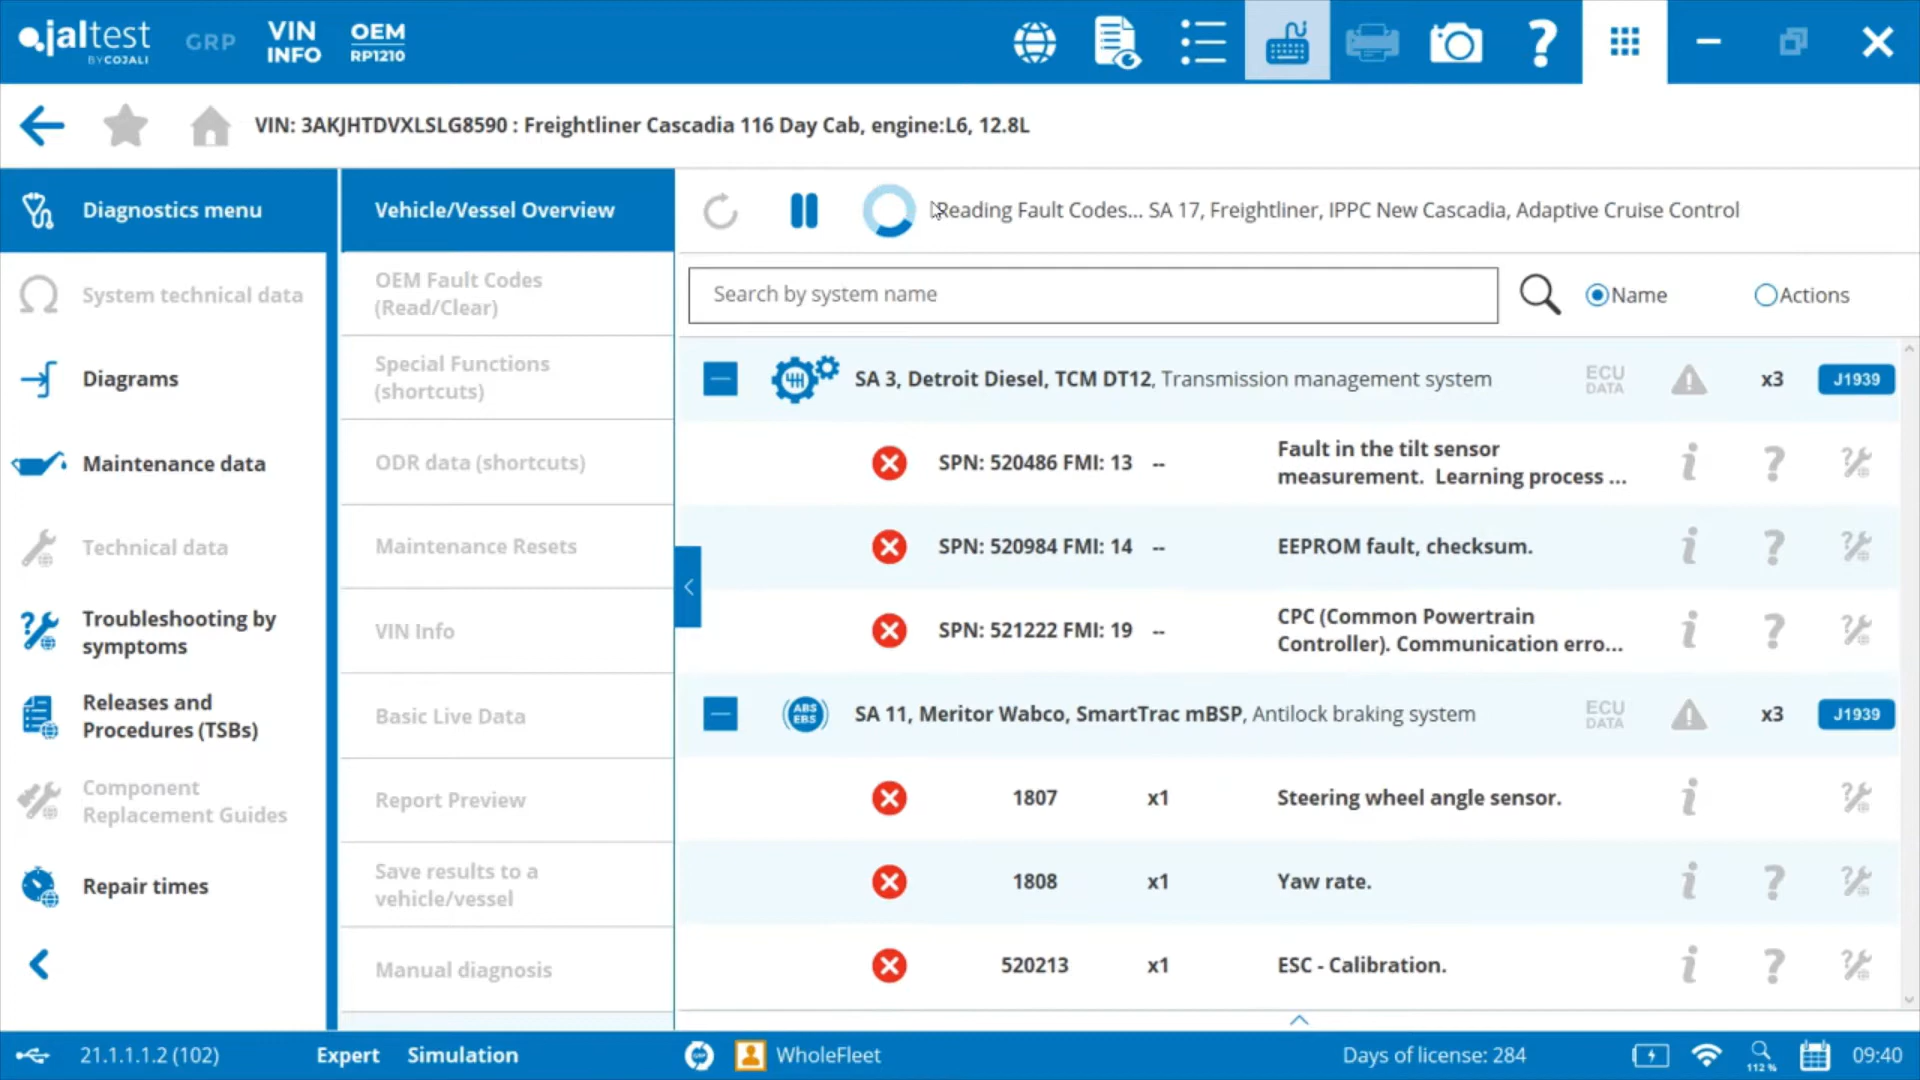 jaltest
BY COJALI
GRP
VIN
INFO
OEM
RP1210
VIN: 3AKJHTDVXLSLG8590 : Freightliner Cascadia 116 Day Cab, engine:L6, 12.8L
Diagnostics menu
System technical data
Diagrams
Maintenance data
Technical data
Troubleshooting by
symptoms
Releases and
Procedures (TSBs)
Component
Replacement Guides
Repair times
Vehicle/Vessel Overview
OEM Fault Codes
(Read/Clear)
Special Functions
(shortcuts)
ODR data (shortcuts)
Maintenance Resets
VIN Info
Basic Live Data
Report Preview
Save results to a
vehicle/vessel
Manual diagnosis
Reading Fault Codes... SA 17, Freightliner, IPPC New Cascadia, Adaptive Cruise Control
Search by system name
Name
Actions
SA 3, Detroit Diesel, TCM DT12, Transmission management system
ECU
DATA
x3
J1939
SPN: 520486 FMI: 13 --
Fault in the tilt sensor
measurement. Learning process ...
SPN: 520984 FMI: 14 --
EEPROM fault, checksum.
SPN: 521222 FMI: 19 --
CPC (Common Powertrain
Controller). Communication erro...
SA 11, Meritor Wabco, SmartTrac mBSP, Antilock braking system
ABS
EBS
ECU
DATA
x3
J1939
1807 x1 Steering wheel angle sensor.
1808 x1 Yaw rate.
520213 x1 ESC - Calibration.
21.1.1.1.2 (102)
Expert
Simulation
GRP
WholeFleet
Days of license: 284
112 %
09:40